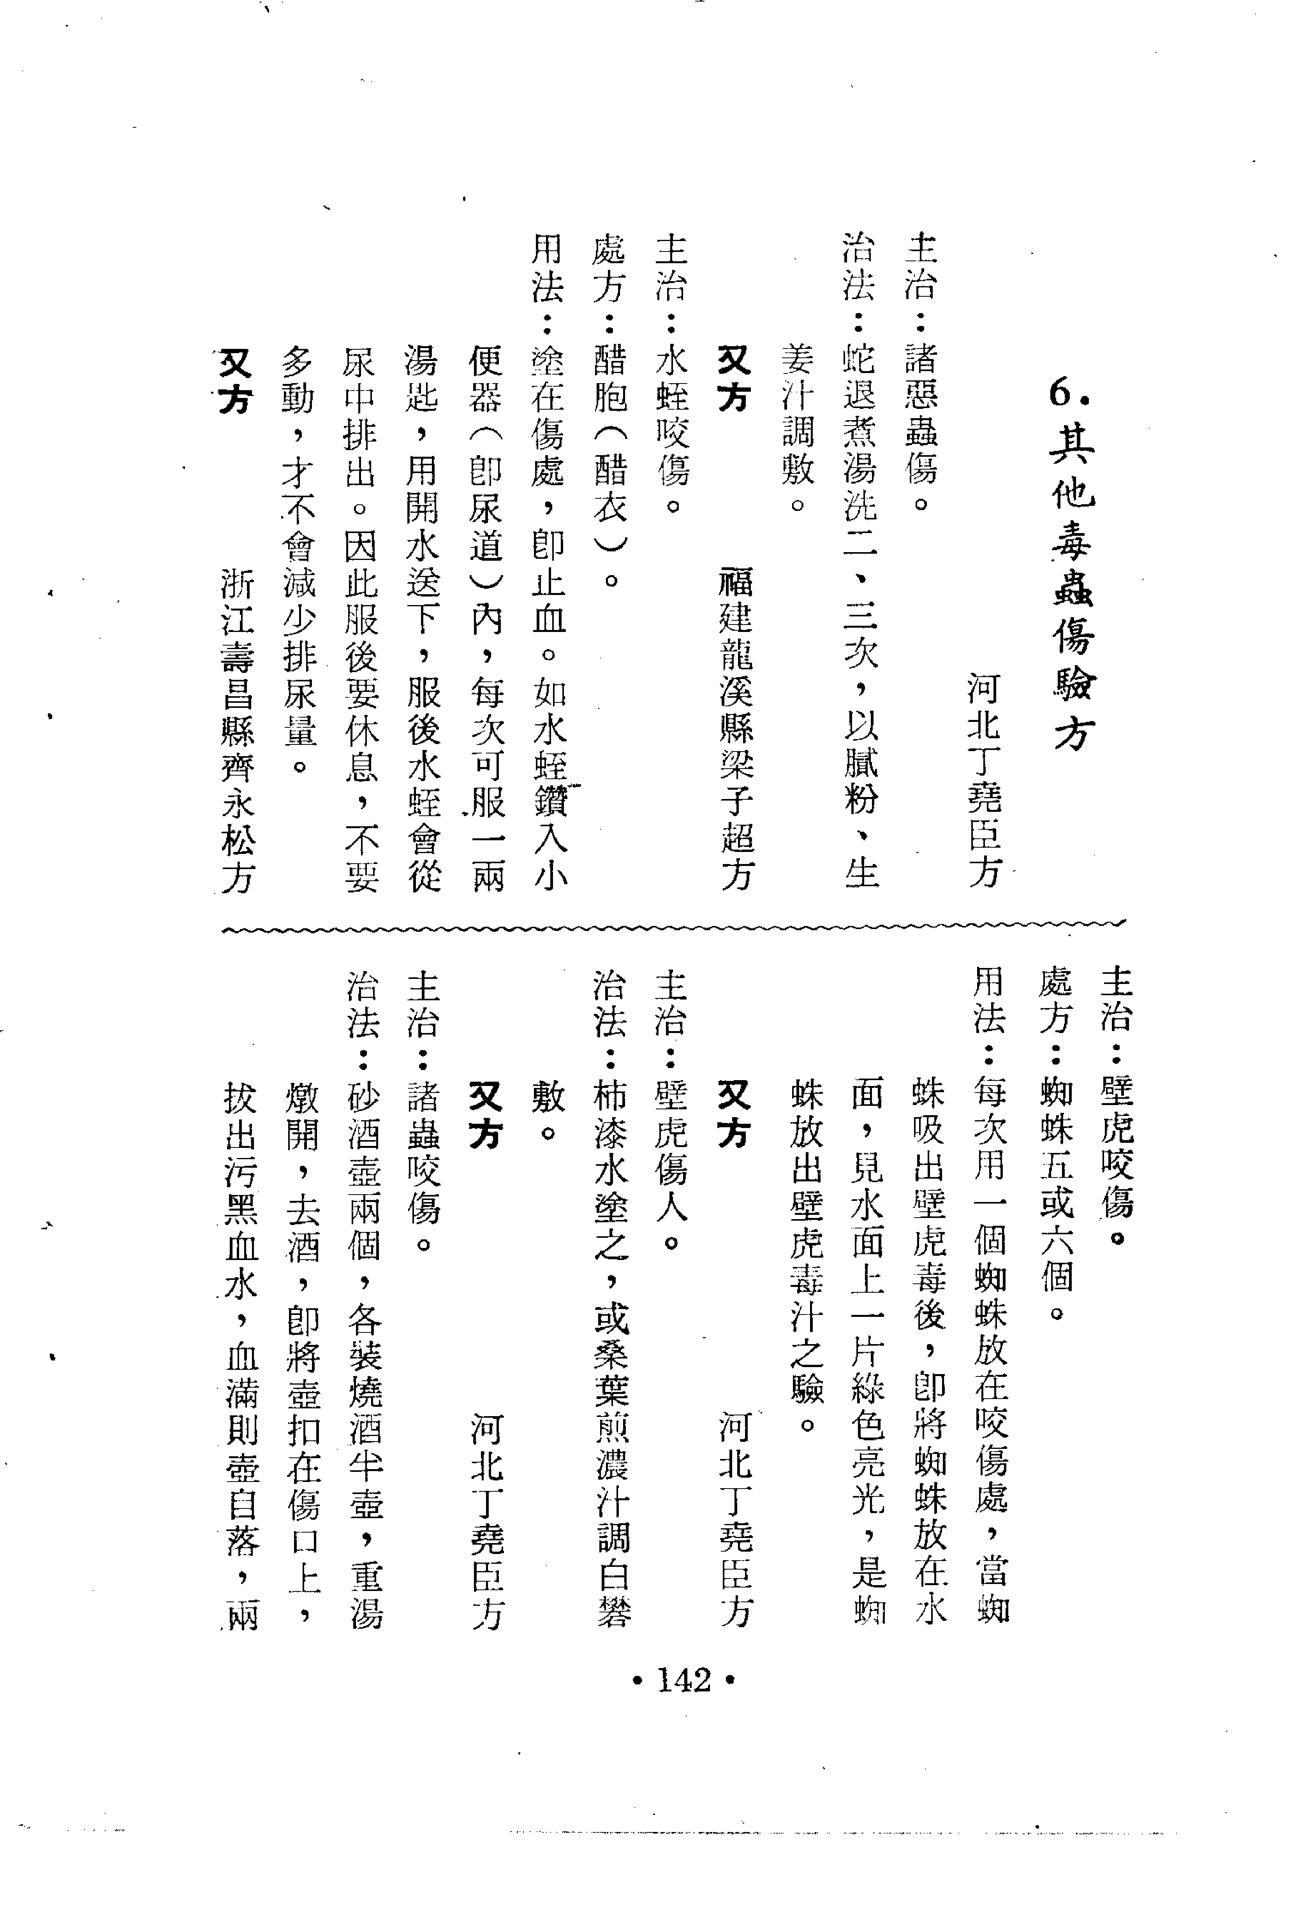 6.其他毒蟲傷驗方
河北丁堯臣方
主治：諸惡蟲傷。
治法：蛇退煮湯洗二、三次，以膩粉、生
姜汁調敷。
又方　福建龍溪縣梁子超方
主治：水蛭咬傷。
處方：醋胞（醋衣）。
用法：塗在傷處，卽止血。如水蛭鑽入小
便器（卽尿道）內，每次可服一兩
湯匙，用開水送下，服後水蛭會從
尿中排出。因此服後要休息，不要
多動，才不會減少排尿量。
又方　浙江壽昌縣齊永松方
主治：壁虎咬傷。
處方：蜘蛛五或六個。
用法：每次用一個蜘蛛放在咬傷處，當蜘
蛛吸出壁虎毒後，卽將蜘蛛放在水
面，見水面上一片綠色亮光，是蜘
蛛放出壁虎毒汁之驗。
又方　河北丁堯臣方
主治：壁虎傷人。
治法：柿漆水塗之，或桑葉煎濃汁調白礬
敷。
又方　河北丁堯臣方
主治：諸蟲咬傷。
治法：砂酒壺兩個，各裝燒酒半壺，重湯
燉開，去酒，卽將壺扣在傷口上，
拔出污黑血水，血滿則壺自落，兩
•142•